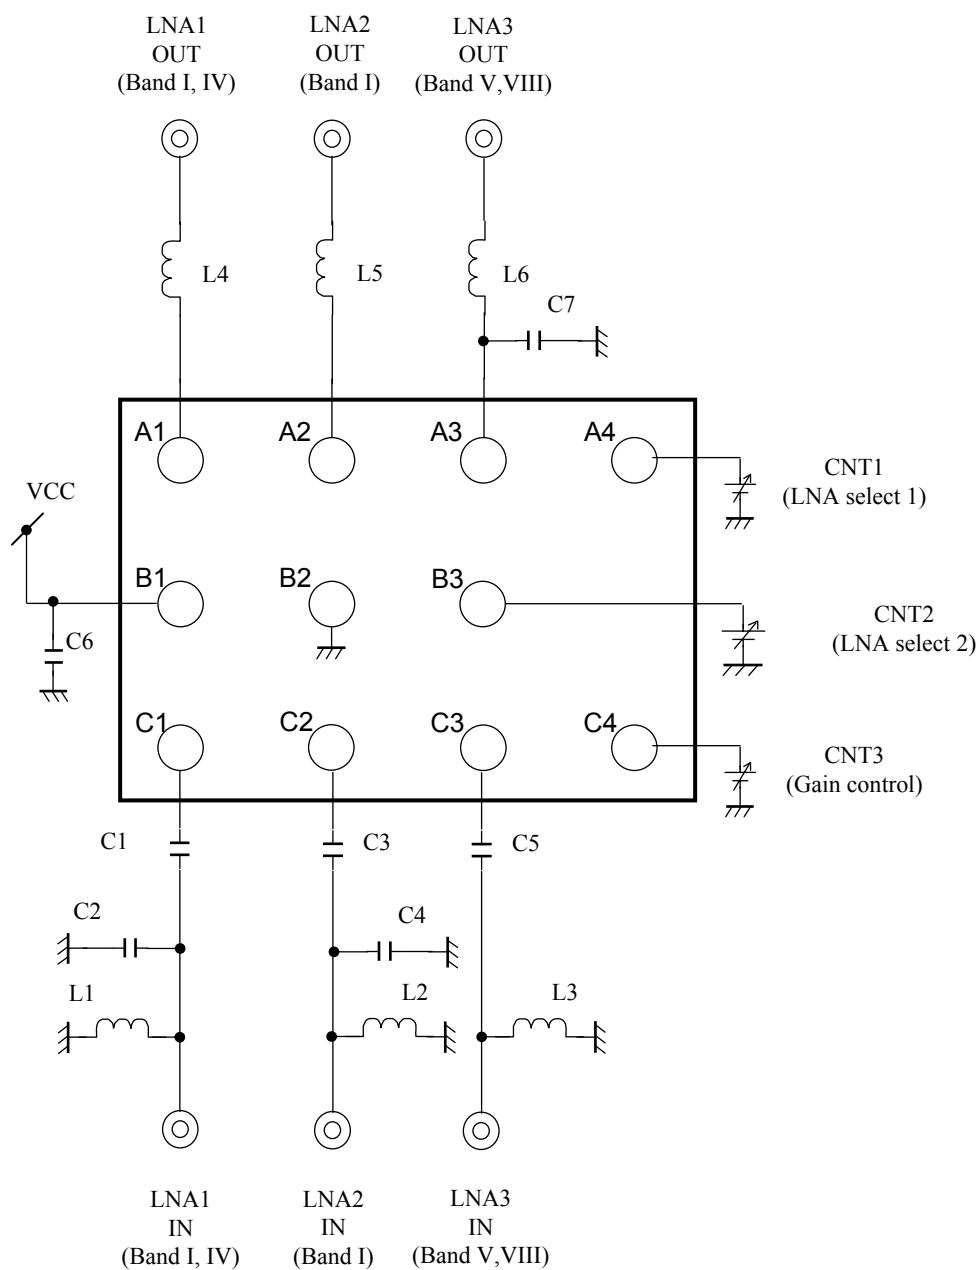 LNA1
OUT
(Band I, IV)
LNA2
OUT
(Band I)
LNA3
OUT
(Band V,VIII)
L4
L5
L6
C7
A1
A2
A3
A4
CNT1
(LNA select 1)
VCC
B1
B2
B3
CNT2
(LNA select 2)
C6
C1
C2
C3
C4
CNT3
(Gain control)
C1
C3
C5
C2
C4
L1
L2
L3
LNA1
IN
(Band I, IV)
LNA2
IN
(Band I)
LNA3
IN
(Band V,VIII)